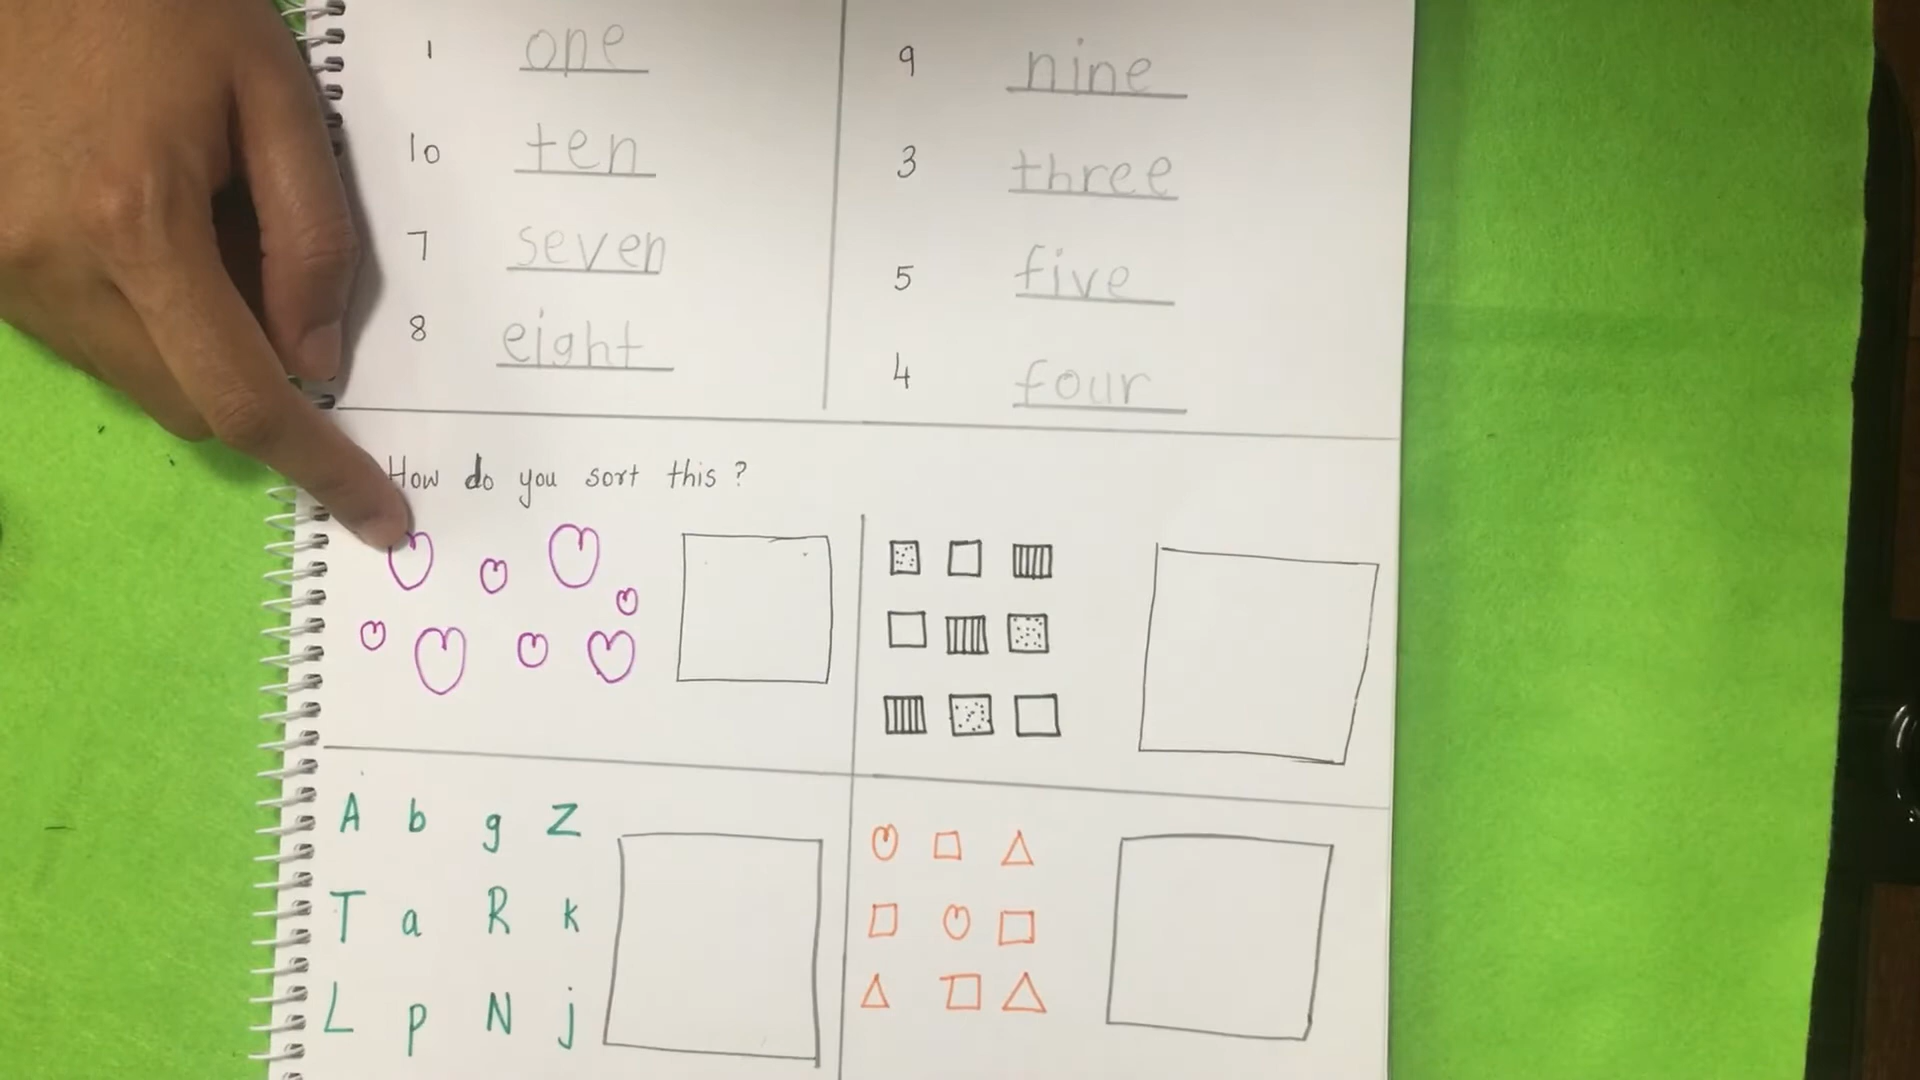 1 one
10 ten
7 seven
8 eight
9 nine
3 three
5 five
4 four
How do you sort this ?
A b g Z
T a R k
L p N j